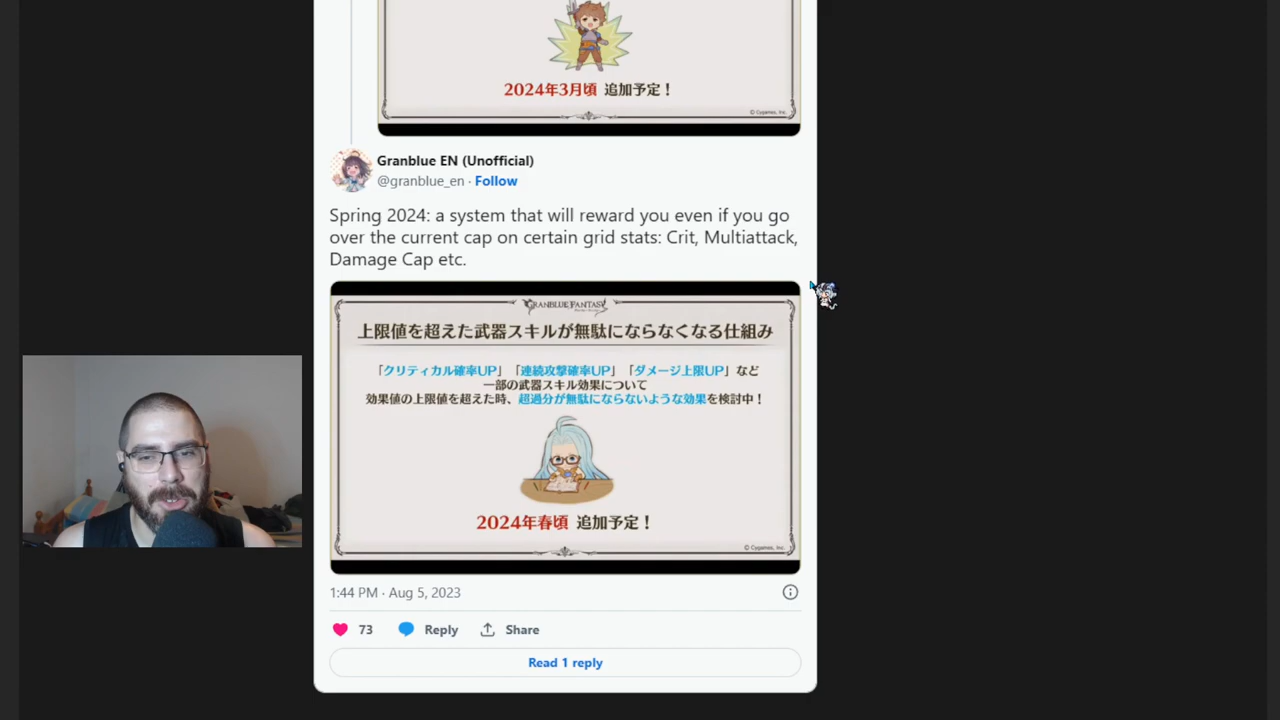 2024年3月頃 追加予定！
© Cygames, Inc.
Granblue EN (Unofficial)
@granblue_en · Follow
Spring 2024: a system that will reward you even if you go
over the current cap on certain grid stats: Crit, Multiattack,
Damage Cap etc.
GRANBLUE FANTASY
上限値を超えた武器スキルが無駄にならなくなる仕組み
「クリティカル確率UP」「連続攻撃確率UP」「ダメージ上限UP」など
一部の武器スキル効果について
効果値の上限値を超えた時、超過分が無駄にならないような効果を検討中！
2024年春頃 追加予定！
© Cygames, Inc.
1:44 PM · Aug 5, 2023
73 Reply Share
Read 1 reply